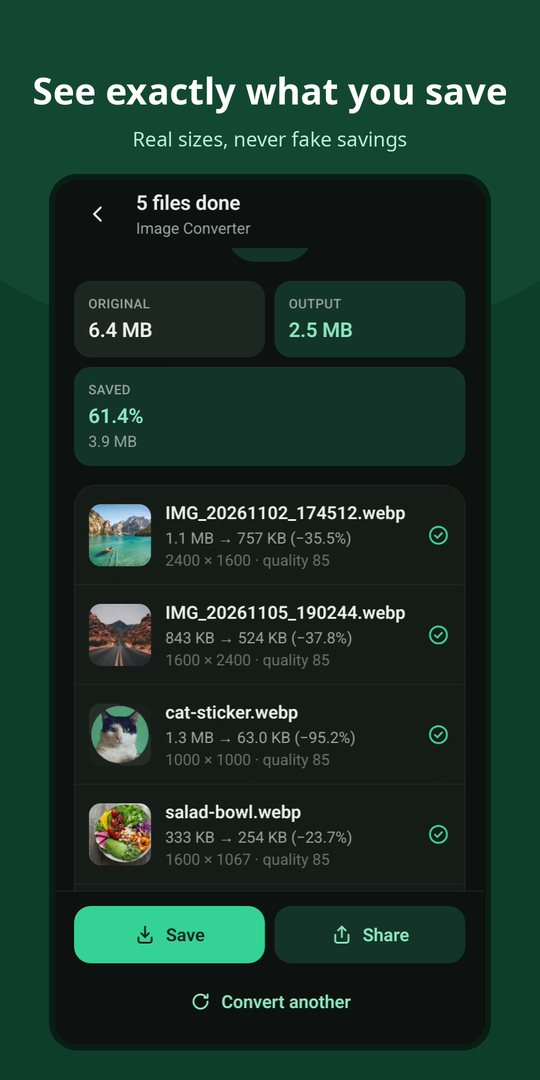 See exactly what you save
Real sizes, never fake savings
5 files done
Image Converter
ORIGINAL
6.4 MB
OUTPUT
2.5 MB
SAVED
61.4%
3.9 MB
IMG_20261102_174512.webp
1.1 MB → 757 KB (−35.5%)
2400 × 1600 · quality 85
IMG_20261105_190244.webp
843 KB → 524 KB (−37.8%)
1600 × 2400 · quality 85
cat-sticker.webp
1.3 MB → 63.0 KB (−95.2%)
1000 × 1000 · quality 85
salad-bowl.webp
333 KB → 254 KB (−23.7%)
1600 × 1067 · quality 85
Save
Share
Convert another